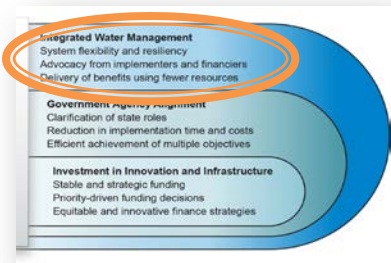 Integrated Water Management
System flexibility and resiliency
Advocacy from implementers and financiers
Delivery of benefits using fewer resources
Government Agency Alignment
Clarification of state roles
Reduction in implementation time and costs
Efficient achievement of multiple objectives
Investment in Innovation and Infrastructure
Stable and strategic funding
Priority-driven funding decisions
Equitable and innovative finance strategies